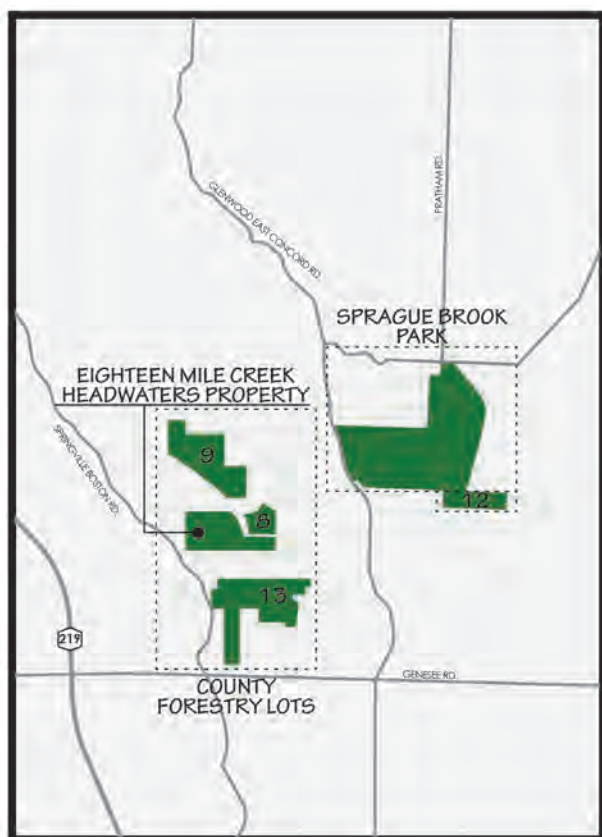 GLENWOOD EAST CONCORD RD.
PRATHAM RD.
SPRAGUE BROOK
PARK
EIGHTEEN MILE CREEK
HEADWATERS PROPERTY
SPRINGVILLE BOSTON RD.
9
8
12
13
219
GENESEE RD.
COUNTY
FORESTRY LOTS